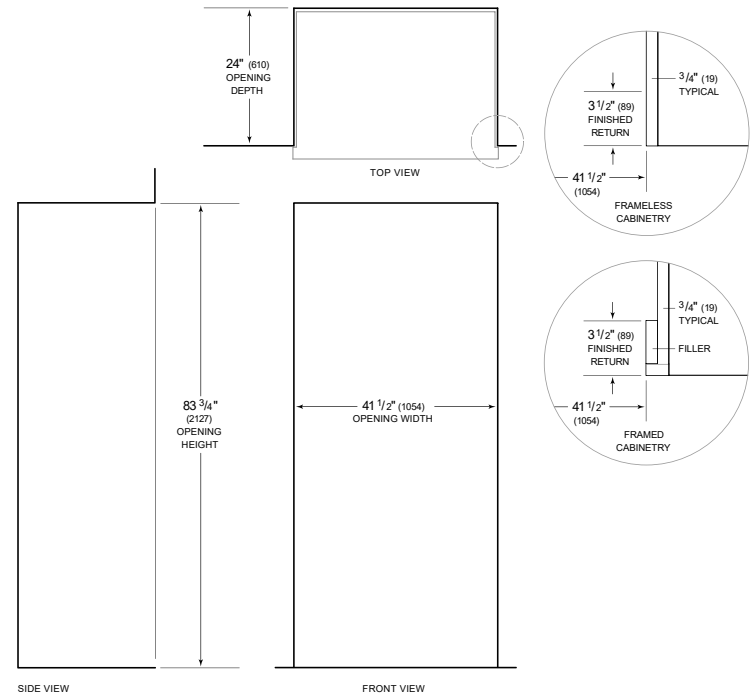 24" (610)
OPENING
DEPTH
TOP VIEW
3/4" (19)
TYPICAL
3 1/2" (89)
FINISHED
RETURN
41 1/2"
(1054)
FRAMELESS
CABINETRY
3/4" (19)
TYPICAL
3 1/2" (89)
FINISHED
RETURN
FILLER
41 1/2"
(1054)
FRAMED
CABINETRY
83 3/4"
(2127)
OPENING
HEIGHT
41 1/2" (1054)
OPENING WIDTH
SIDE VIEW
FRONT VIEW